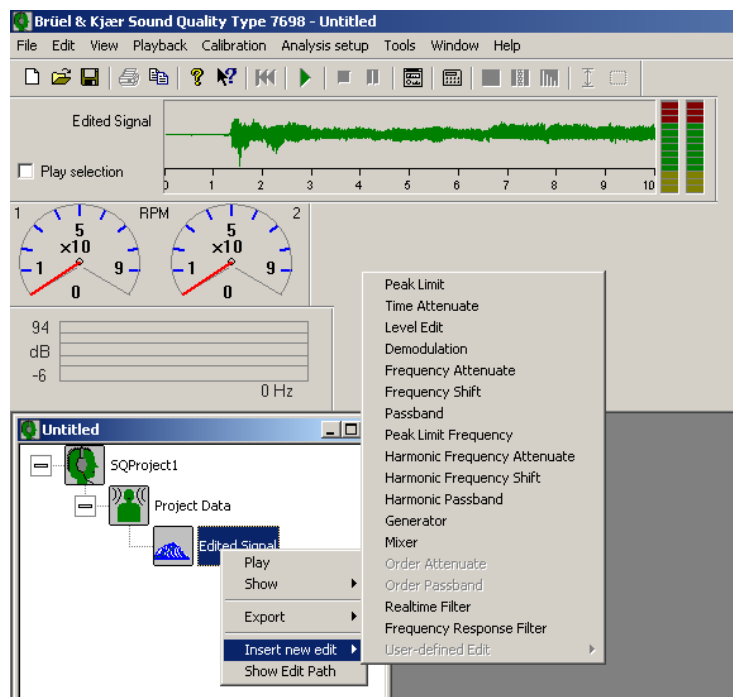 Brüel & Kjær Sound Quality Type 7698 - Untitled
File Edit View Playback Calibration Analysis setup Tools Window Help
Edited Signal
Play selection
0 1 2 3 4 5 6 7 8 9 10
1 RPM 2
5 5
x10 x10
1 9 1 9
0 0
94
dB
-6
0 Hz
Untitled
SQProject1
Project Data
Edited Signal
Play
Show
Export
Insert new edit
Show Edit Path
Peak Limit
Time Attenuate
Level Edit
Demodulation
Frequency Attenuate
Frequency Shift
Passband
Peak Limit Frequency
Harmonic Frequency Attenuate
Harmonic Frequency Shift
Harmonic Passband
Generator
Mixer
Order Attenuate
Order Passband
Realtime Filter
Frequency Response Filter
User-defined Edit